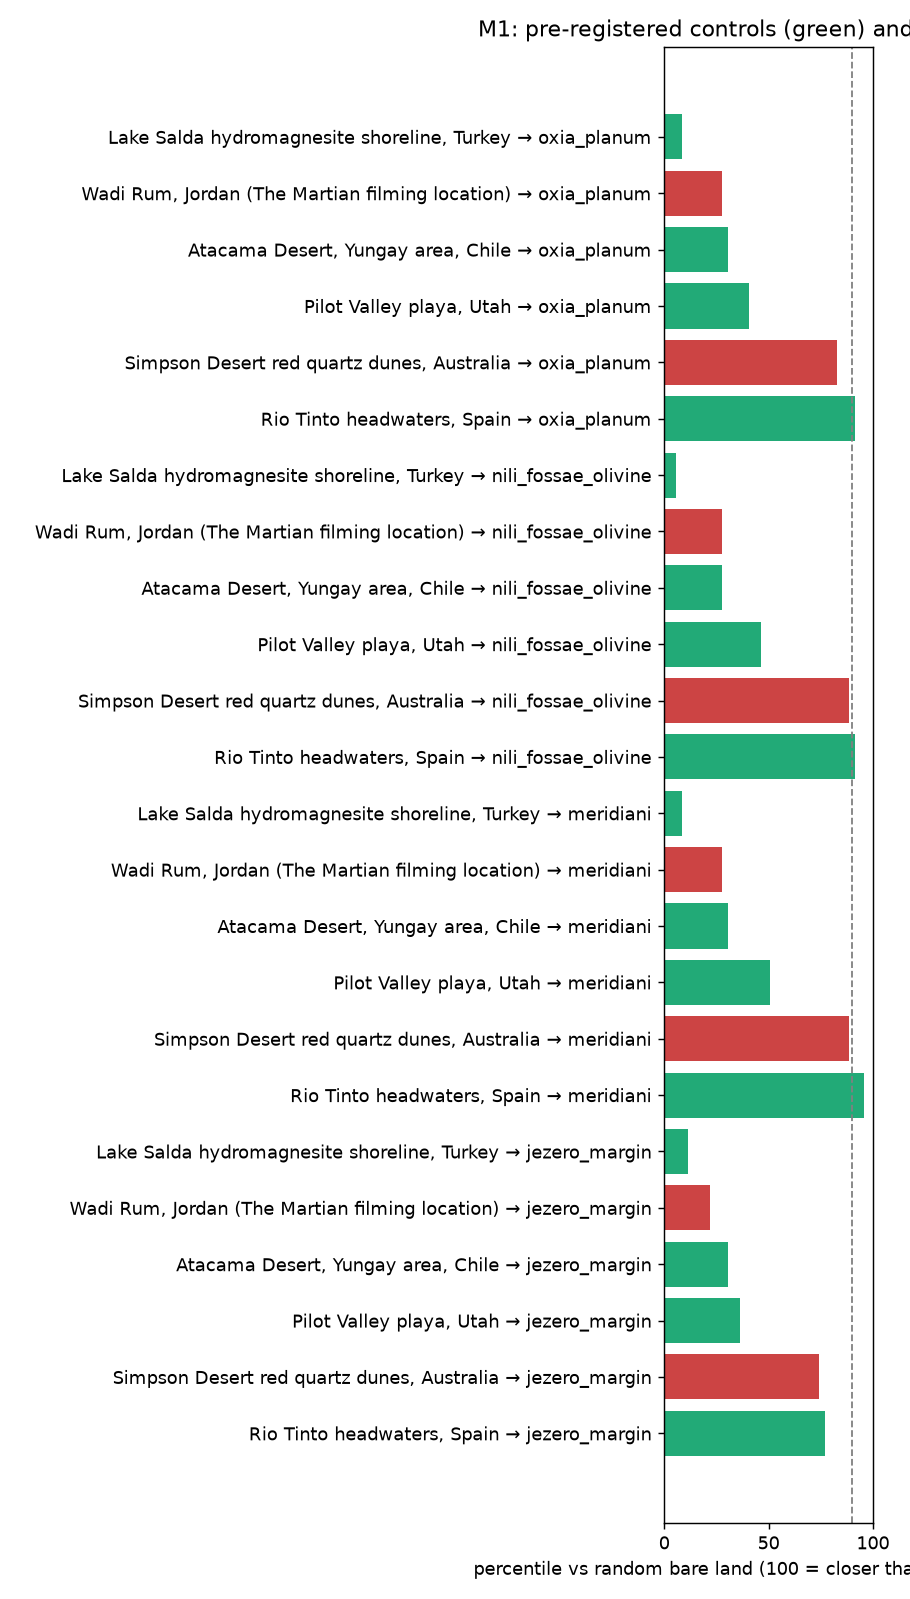 M1: pre-registered controls (green) and
Lake Salda hydromagnesite shoreline, Turkey → oxia_planum
Wadi Rum, Jordan (The Martian filming location) → oxia_planum
Atacama Desert, Yungay area, Chile → oxia_planum
Pilot Valley playa, Utah → oxia_planum
Simpson Desert red quartz dunes, Australia → oxia_planum
Rio Tinto headwaters, Spain → oxia_planum
Lake Salda hydromagnesite shoreline, Turkey → nili_fossae_olivine
Wadi Rum, Jordan (The Martian filming location) → nili_fossae_olivine
Atacama Desert, Yungay area, Chile → nili_fossae_olivine
Pilot Valley playa, Utah → nili_fossae_olivine
Simpson Desert red quartz dunes, Australia → nili_fossae_olivine
Rio Tinto headwaters, Spain → nili_fossae_olivine
Lake Salda hydromagnesite shoreline, Turkey → meridiani
Wadi Rum, Jordan (The Martian filming location) → meridiani
Atacama Desert, Yungay area, Chile → meridiani
Pilot Valley playa, Utah → meridiani
Simpson Desert red quartz dunes, Australia → meridiani
Rio Tinto headwaters, Spain → meridiani
Lake Salda hydromagnesite shoreline, Turkey → jezero_margin
Wadi Rum, Jordan (The Martian filming location) → jezero_margin
Atacama Desert, Yungay area, Chile → jezero_margin
Pilot Valley playa, Utah → jezero_margin
Simpson Desert red quartz dunes, Australia → jezero_margin
Rio Tinto headwaters, Spain → jezero_margin
0 50 100
percentile vs random bare land (100 = closer tha